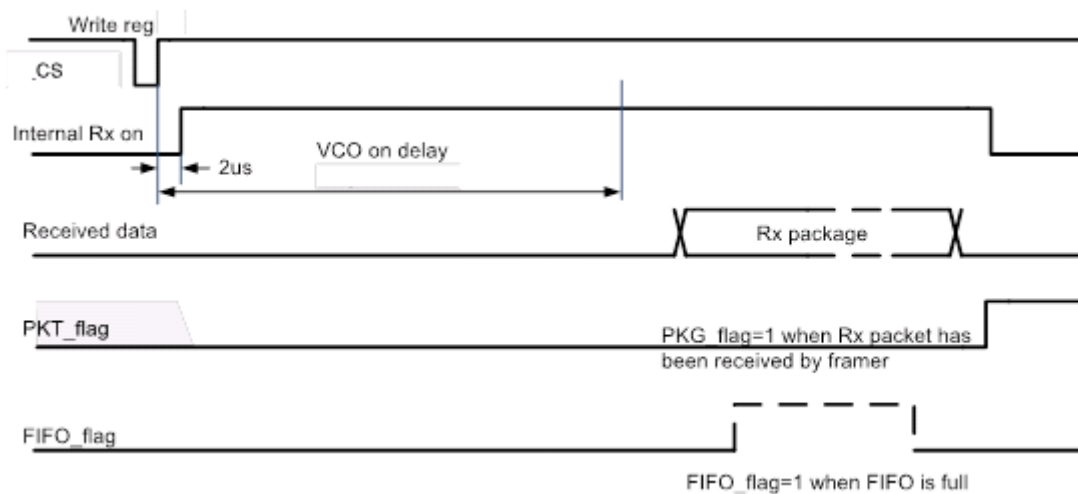 Write reg
_CS
Internal Rx on
VCO on delay
2us
Received data
Rx package
PKT_flag
PKG_flag=1 when Rx packet has
been received by framer
FIFO_flag
FIFO_flag=1 when FIFO is full